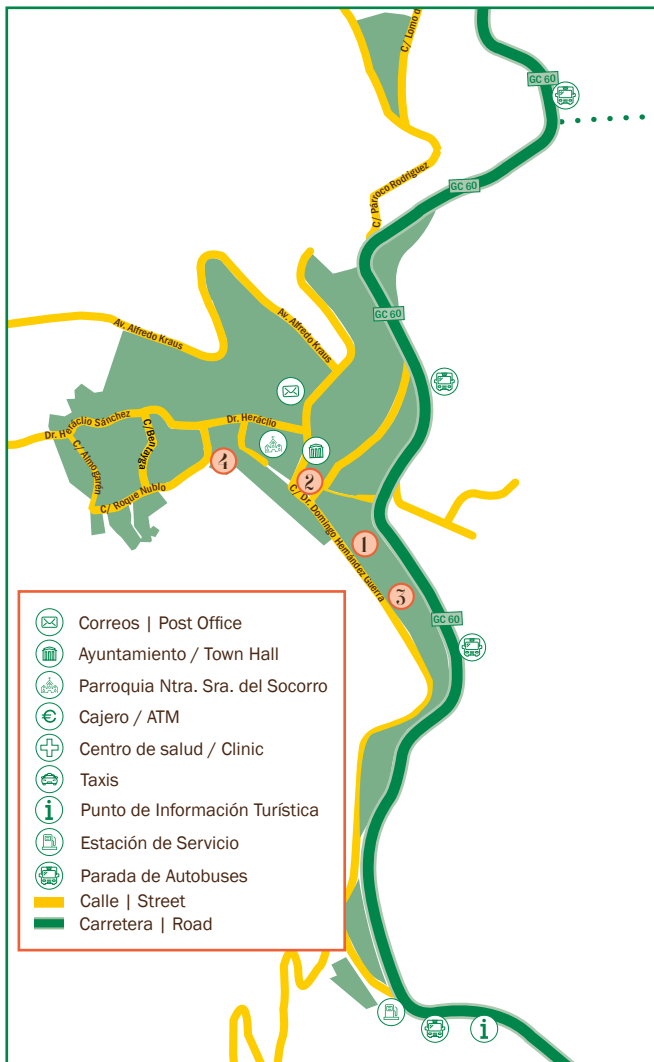 C/ Lomo d
GC 60
C/ Párroco Rodriguez
GC 60
GC 60
Av. Alfredo Kraus
Av. Alfredo Kraus
Dr. Heráclio
Dr. Heráclio Sánchez
C/Bentayga
C/ Almogarén
C/ Roque Nublo
4
2
C/ Dr. Domingo Hernández Guerra
1
3
GC 60
Correos | Post Office
Ayuntamiento / Town Hall
Parroquia Ntra. Sra. del Socorro
€ Cajero / ATM
Centro de salud / Clinic
Taxis
i Punto de Información Turística
Estación de Servicio
Parada de Autobuses
Calle | Street
Carretera | Road
i